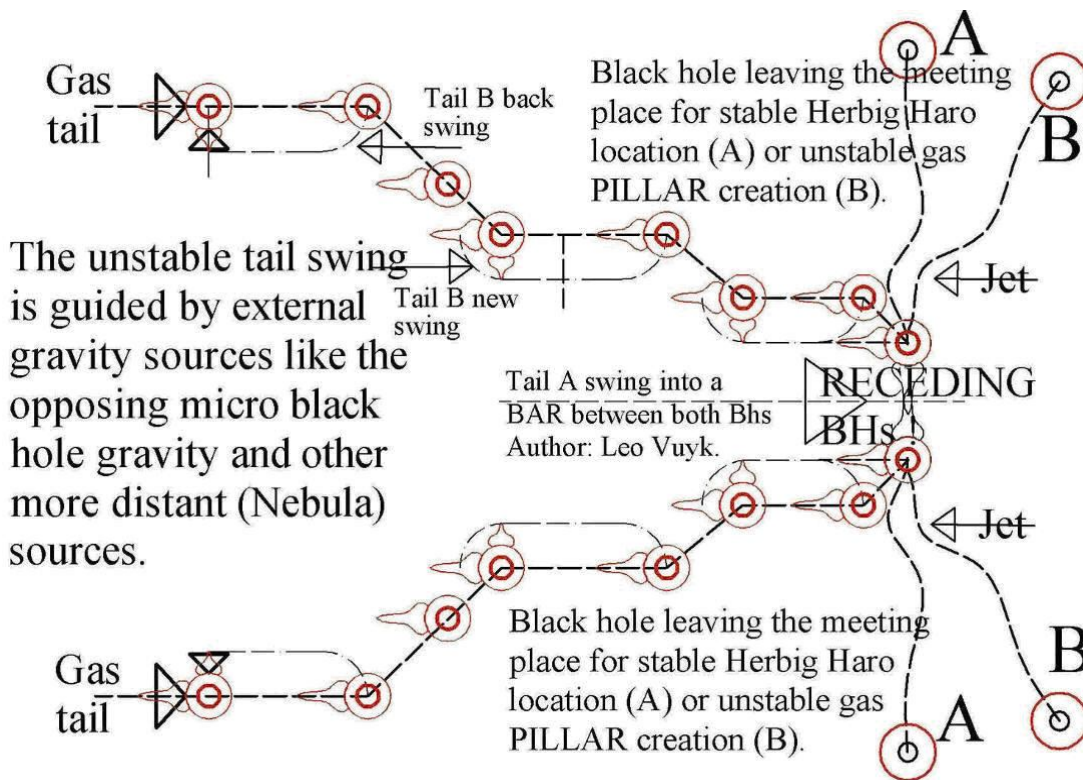 A
B
Gas
tail
Tail B back
swing
Black hole leaving the meeting
place for stable Herbig Haro
location (A) or unstable gas
PILLAR creation (B).
The unstable tail swing
is guided by external
gravity sources like the
opposing micro black
hole gravity and other
more distant (Nebula)
sources.
Tail B new
swing
Jet
Tail A swing into a
BAR between both Bhs
Author: Leo Vuyk.
RECEDING
BHs.
Jet
Black hole leaving the meeting
place for stable Herbig Haro
location (A) or unstable gas
PILLAR creation (B).
Gas
tail
B
A